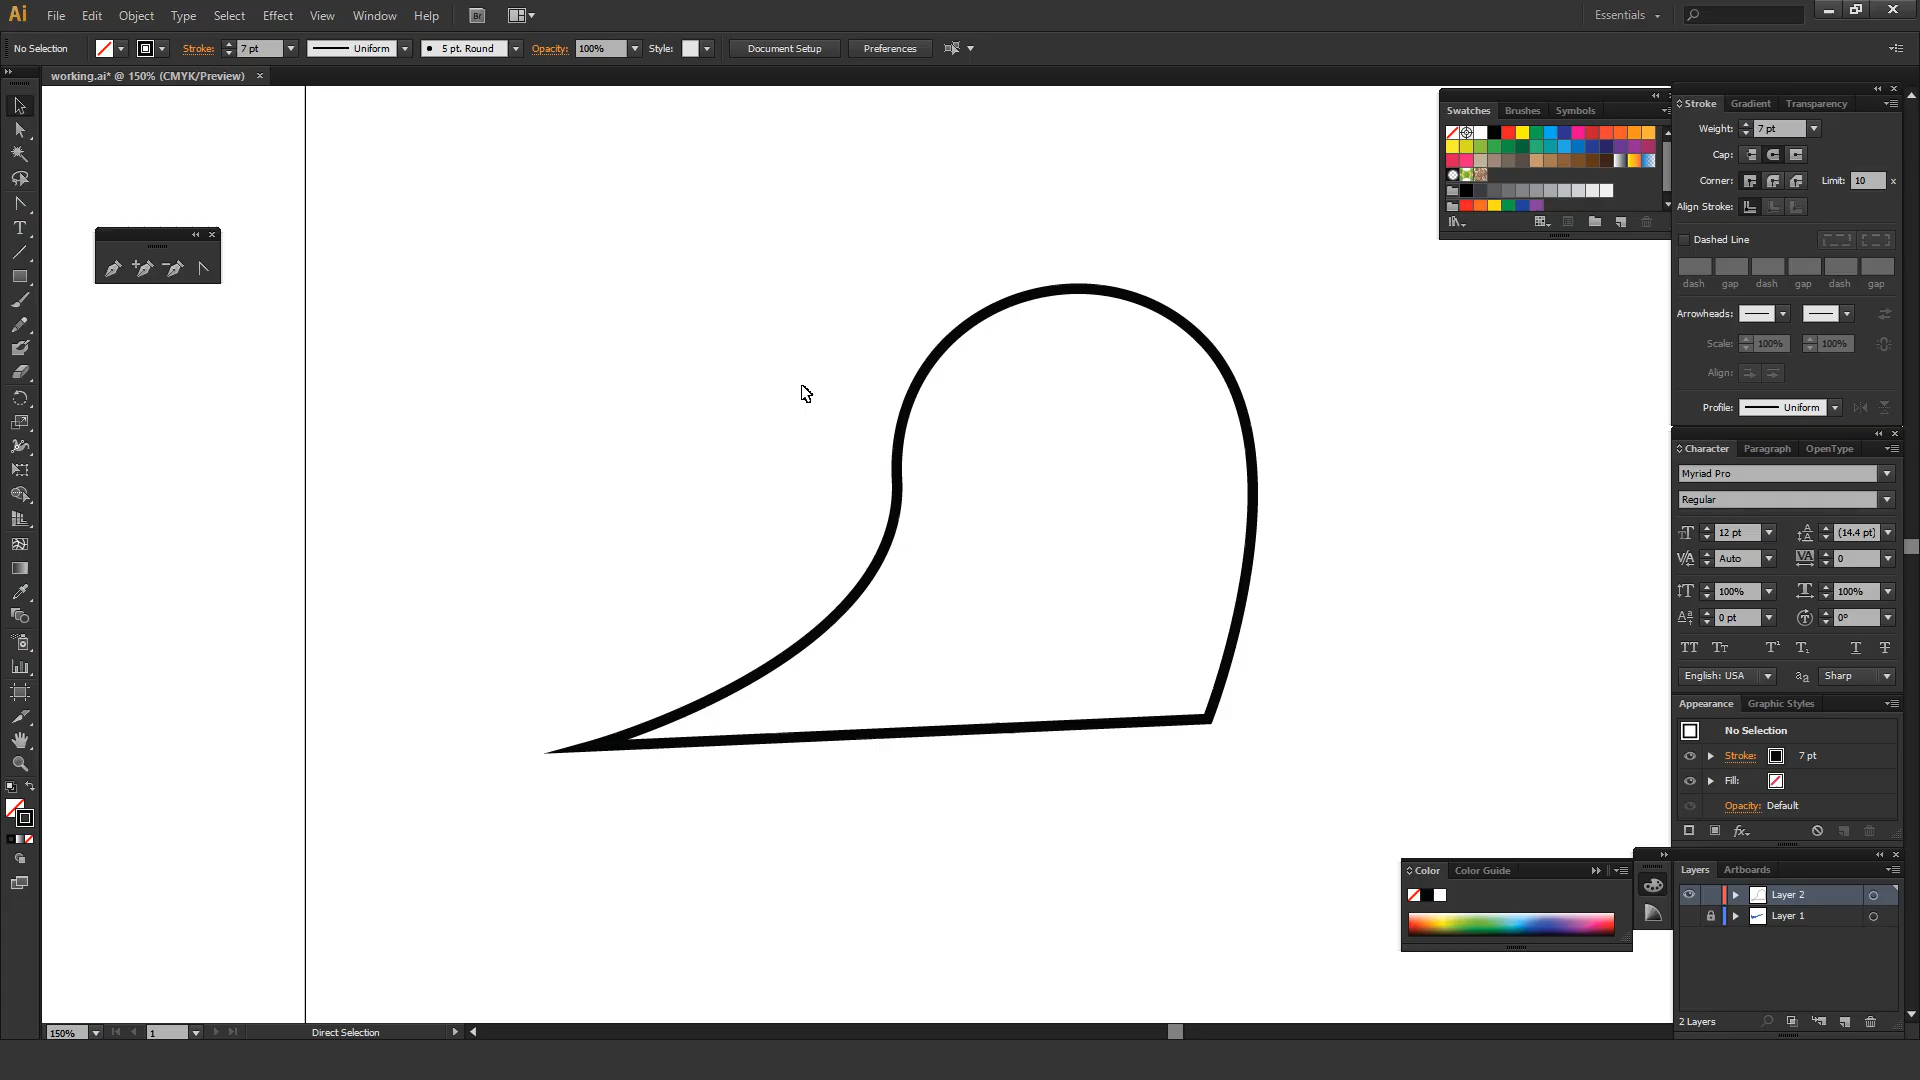 Ai File Edit Object Type Select Effect View Window Help Br Essentials
No Selection Stroke: 7 pt Uniform 5 pt. Round Opacity: 100% Style: Document Setup Preferences
working.ai* @ 150% (CMYK/Preview)
Swatches Brushes Symbols
Stroke Gradient Transparency
Weight: 7 pt
Cap:
Corner: Limit: 10 x
Align Stroke:
Dashed Line
dash gap dash gap dash gap
Arrowheads:
Scale: 100% 100%
Align:
Profile: Uniform
Character Paragraph OpenType
Myriad Pro
Regular
12 pt (14.4 pt)
Auto 0
100% 100%
0 pt 0°
English: USA Sharp
Appearance Graphic Styles
No Selection
Stroke: 7 pt
Fill:
Opacity: Default
fx
Color Color Guide
Layers Artboards
Layer 2
Layer 1
2 Layers
150% 1 Direct Selection